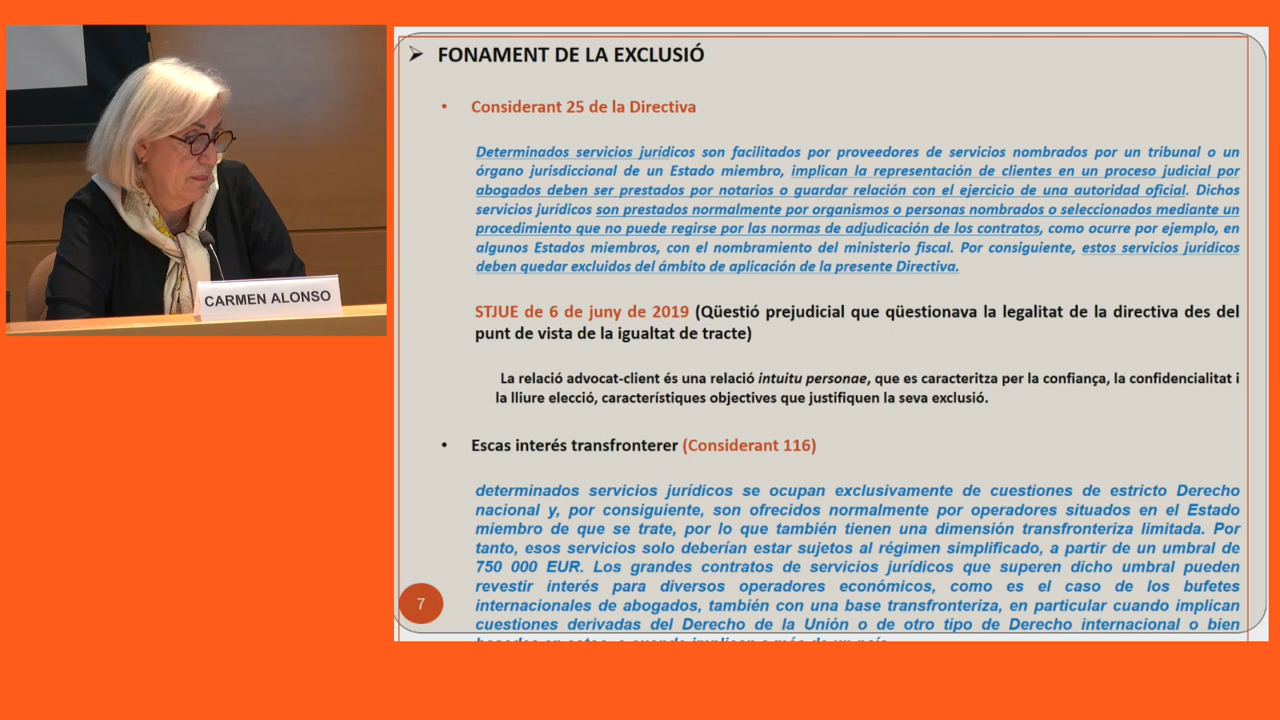 CARMEN ALONSO
➢ FONAMENT DE LA EXCLUSIÓ
• Considerant 25 de la Directiva
Determinados servicios jurídicos son facilitados por proveedores de servicios nombrados por un tribunal o un
órgano jurisdiccional de un Estado miembro, implican la representación de clientes en un proceso judicial por
abogados deben ser prestados por notarios o guardar relación con el ejercicio de una autoridad oficial. Dichos
servicios jurídicos son prestados normalmente por organismos o personas nombrados o seleccionados mediante un
procedimiento que no puede regirse por las normas de adjudicación de los contratos, como ocurre por ejemplo, en
algunos Estados miembros, con el nombramiento del ministerio fiscal. Por consiguiente, estos servicios jurídicos
deben quedar excluidos del ámbito de aplicación de la presente Directiva.
STJUE de 6 de juny de 2019 (Qüestió prejudicial que qüestionava la legalitat de la directiva des del
punt de vista de la igualtat de tracte)
La relació advocat-client és una relació intuitu personae, que es caracteritza per la confiança, la confidencialitat i
la lliure elecció, característiques objectives que justifiquen la seva exclusió.
• Escas interés transfronterer (Considerant 116)
determinados servicios jurídicos se ocupan exclusivamente de cuestiones de estricto Derecho
nacional y, por consiguiente, son ofrecidos normalmente por operadores situados en el Estado
miembro de que se trate, por lo que también tienen una dimensión transfronteriza limitada. Por
tanto, esos servicios solo deberían estar sujetos al régimen simplificado, a partir de un umbral de
750 000 EUR. Los grandes contratos de servicios jurídicos que superen dicho umbral pueden
revestir interés para diversos operadores económicos, como es el caso de los bufetes
internacionales de abogados, también con una base transfronteriza, en particular cuando implican
cuestiones derivadas del Derecho de la Unión o de otro tipo de Derecho internacional o bien
7